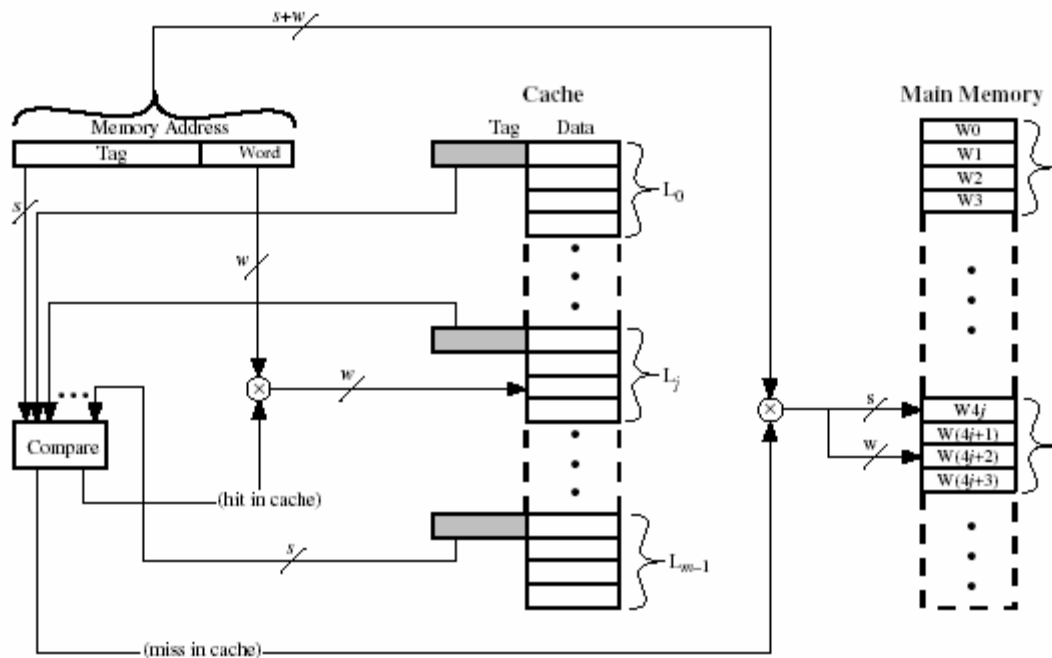 s+w
Cache
Main Memory
Memory Address
Tag Data
Tag Word
W0
W1
W2
W3
L0
s
w
w
Lj
s
W4j
W(4j+1)
w
W(4j+2)
W(4j+3)
Compare
(hit in cache)
s
Lm–1
(miss in cache)